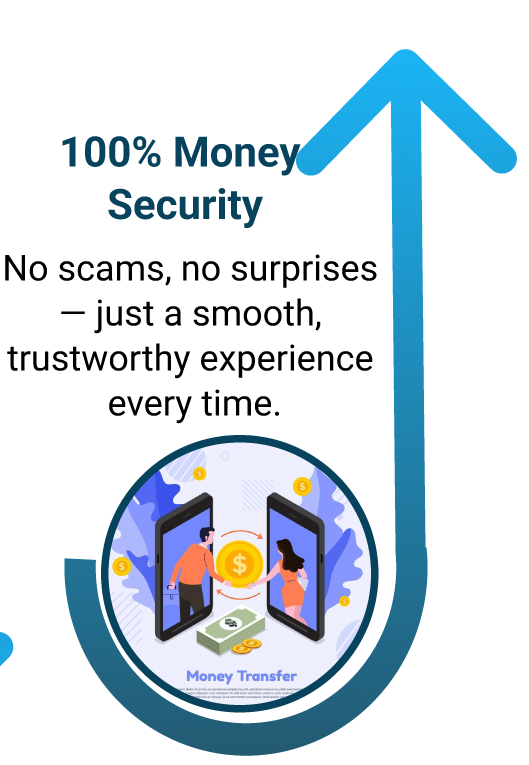 100% Money
Security
No scams, no surprises
— just a smooth,
trustworthy experience
every time.
$
$
$
$
$
$
Money Transfer